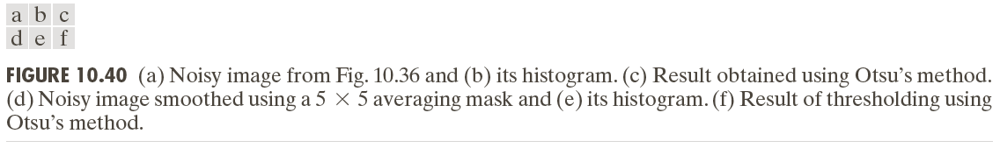 a b c
d e f
FIGURE 10.40 (a) Noisy image from Fig. 10.36 and (b) its histogram. (c) Result obtained using Otsu’s method.
(d) Noisy image smoothed using a 5 × 5 averaging mask and (e) its histogram. (f) Result of thresholding using
Otsu’s method.